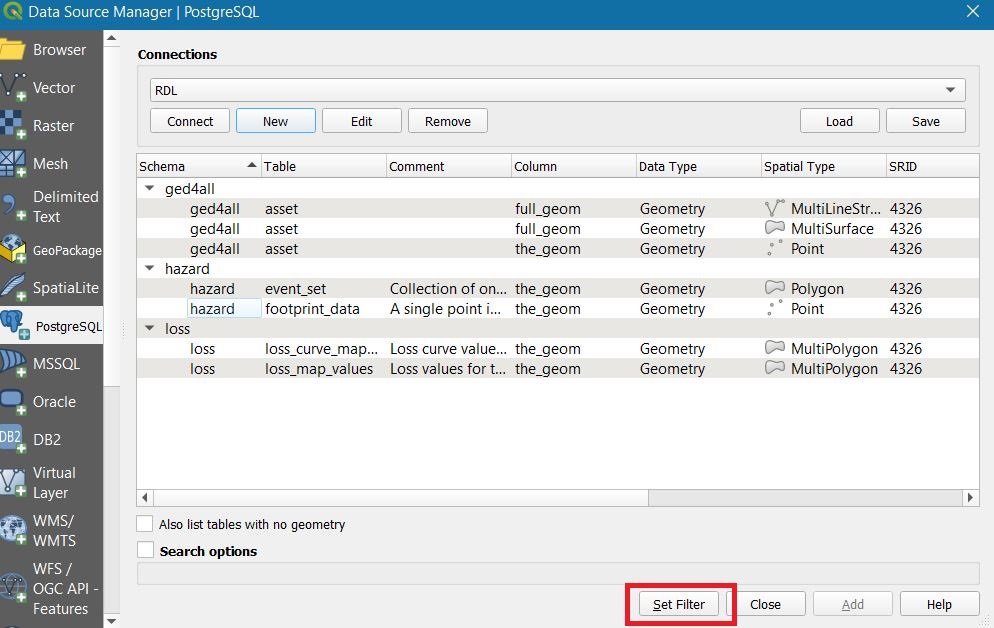 Data Source Manager | PostgreSQL
Browser
Vector
Raster
Mesh
Delimited
Text
GeoPackage
SpatiaLite
PostgreSQL
MSSQL
Oracle
DB2
DB2
Virtual
Layer
WMS/
WMTS
WFS /
OGC API -
Features
Connections
RDL
Connect New Edit Remove Load Save
Schema Table Comment Column Data Type Spatial Type SRID
ged4all
ged4all asset full_geom Geometry MultiLineStr... 4326
ged4all asset full_geom Geometry MultiSurface 4326
ged4all asset the_geom Geometry Point 4326
hazard
hazard event_set Collection of on... the_geom Geometry Polygon 4326
hazard footprint_data A single point i... the_geom Geometry Point 4326
loss
loss loss_curve_map... Loss curve value... the_geom Geometry MultiPolygon 4326
loss loss_map_values Loss values for t... the_geom Geometry MultiPolygon 4326
Also list tables with no geometry
Search options
Set Filter Close Add Help